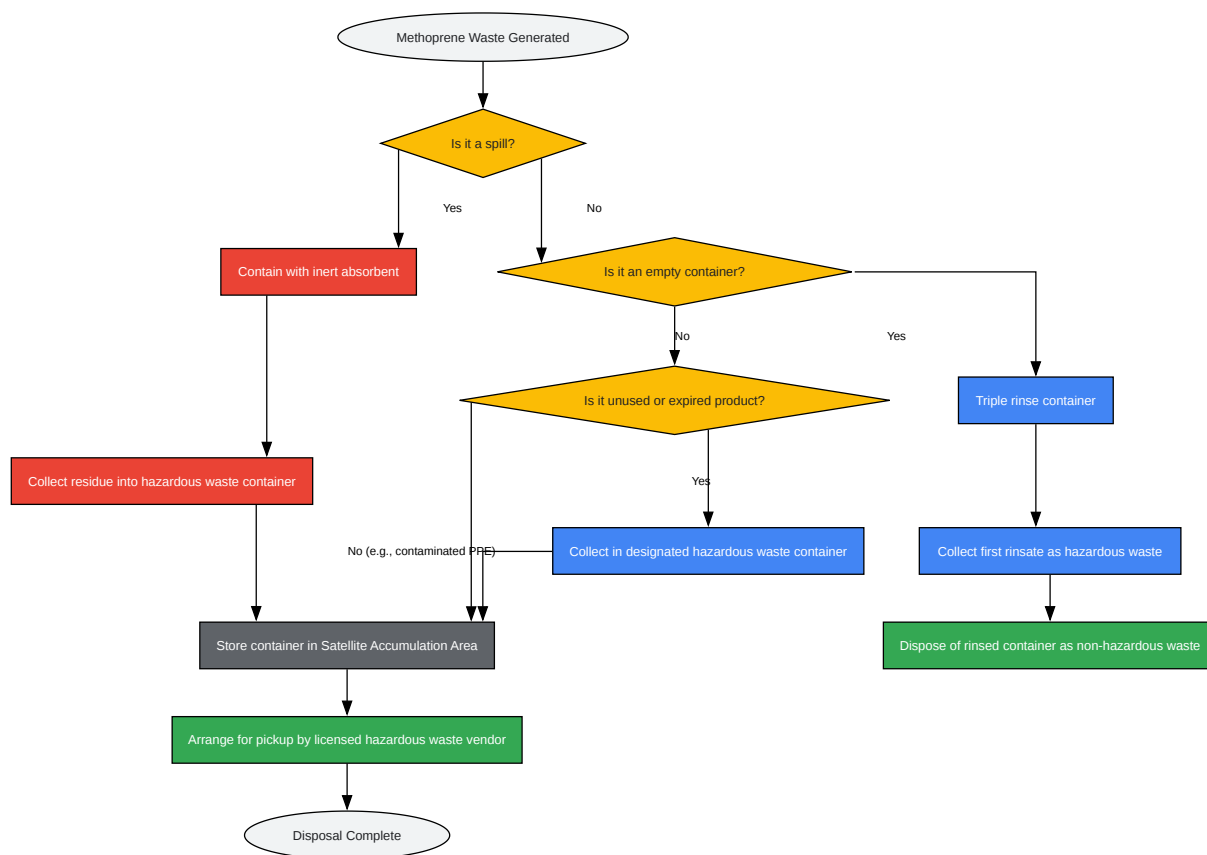 Methoprene Waste Generated
Is it a spill?
Yes
No
Contain with inert absorbent
Is it an empty container?
No
Yes
Is it unused or expired product?
Triple rinse container
Collect residue into hazardous waste container
Yes
No (e.g., contaminated PPE)
Collect in designated hazardous waste container
Collect first rinsate as hazardous waste
Store container in Satellite Accumulation Area
Dispose of rinsed container as non-hazardous waste
Arrange for pickup by licensed hazardous waste vendor
Disposal Complete